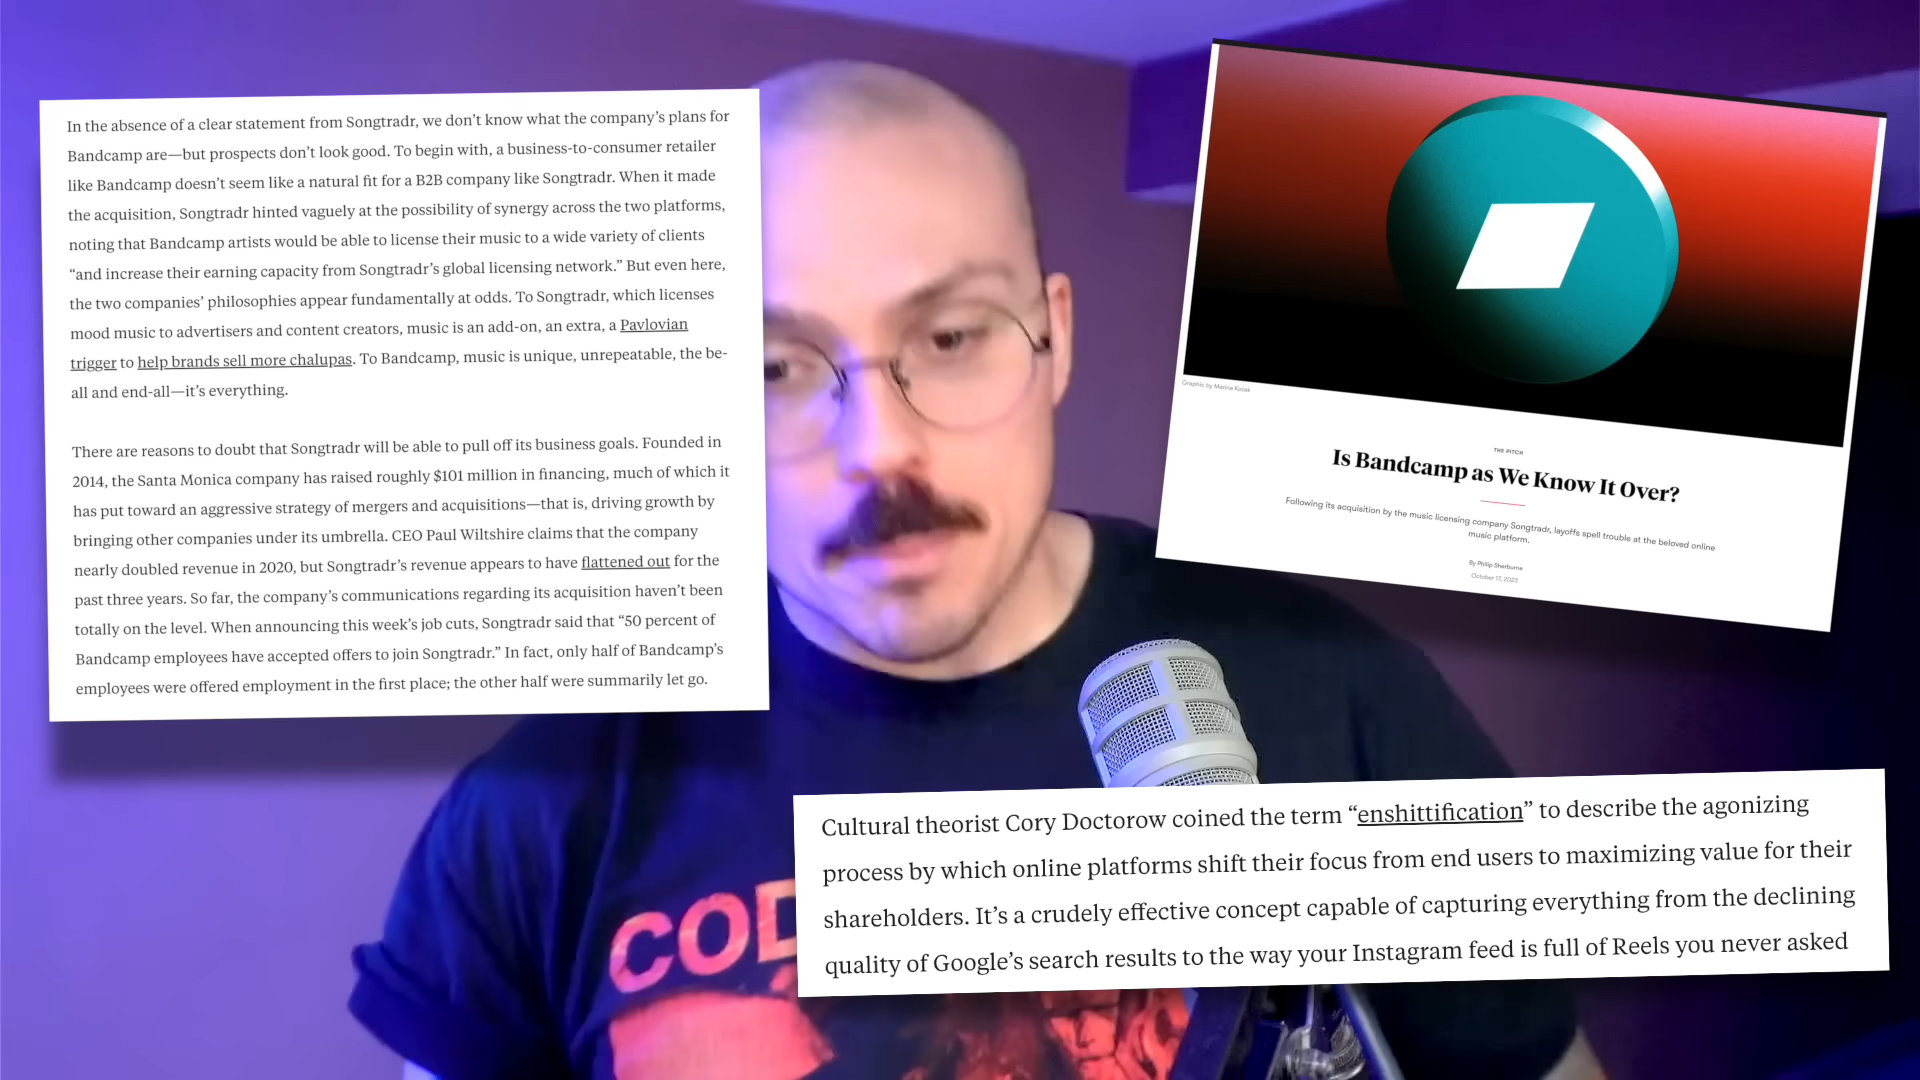 In the absence of a clear statement from Songtradr, we don’t know what the company’s plans for
Bandcamp are—but prospects don’t look good. To begin with, a business-to-consumer retailer
like Bandcamp doesn’t seem like a natural fit for a B2B company like Songtradr. When it made
the acquisition, Songtradr hinted vaguely at the possibility of synergy across the two platforms,
noting that Bandcamp artists would be able to license their music to a wide variety of clients
“and increase their earning capacity from Songtradr’s global licensing network.” But even here,
the two companies’ philosophies appear fundamentally at odds. To Songtradr, which licenses
mood music to advertisers and content creators, music is an add-on, an extra, a Pavlovian
trigger to help brands sell more chalupas. To Bandcamp, music is unique, unrepeatable, the be-
all and end-all—it’s everything.
There are reasons to doubt that Songtradr will be able to pull off its business goals. Founded in
2014, the Santa Monica company has raised roughly $101 million in financing, much of which it
has put toward an aggressive strategy of mergers and acquisitions—that is, driving growth by
bringing other companies under its umbrella. CEO Paul Wiltshire claims that the company
nearly doubled revenue in 2020, but Songtradr’s revenue appears to have flattened out for the
past three years. So far, the company’s communications regarding its acquisition haven’t been
totally on the level. When announcing this week’s job cuts, Songtradr said that “50 percent of
Bandcamp employees have accepted offers to join Songtradr.” In fact, only half of Bandcamp’s
employees were offered employment in the first place; the other half were summarily let go.
Graphic by Marina Kozak
THE PITCH
Is Bandcamp as We Know It Over?
Following its acquisition by the music licensing company Songtradr, layoffs spell trouble at the beloved online
music platform.
By Philip Sherburne
October 17, 2023
Cultural theorist Cory Doctorow coined the term “enshittification” to describe the agonizing
process by which online platforms shift their focus from end users to maximizing value for their
shareholders. It’s a crudely effective concept capable of capturing everything from the declining
quality of Google’s search results to the way your Instagram feed is full of Reels you never asked
COD